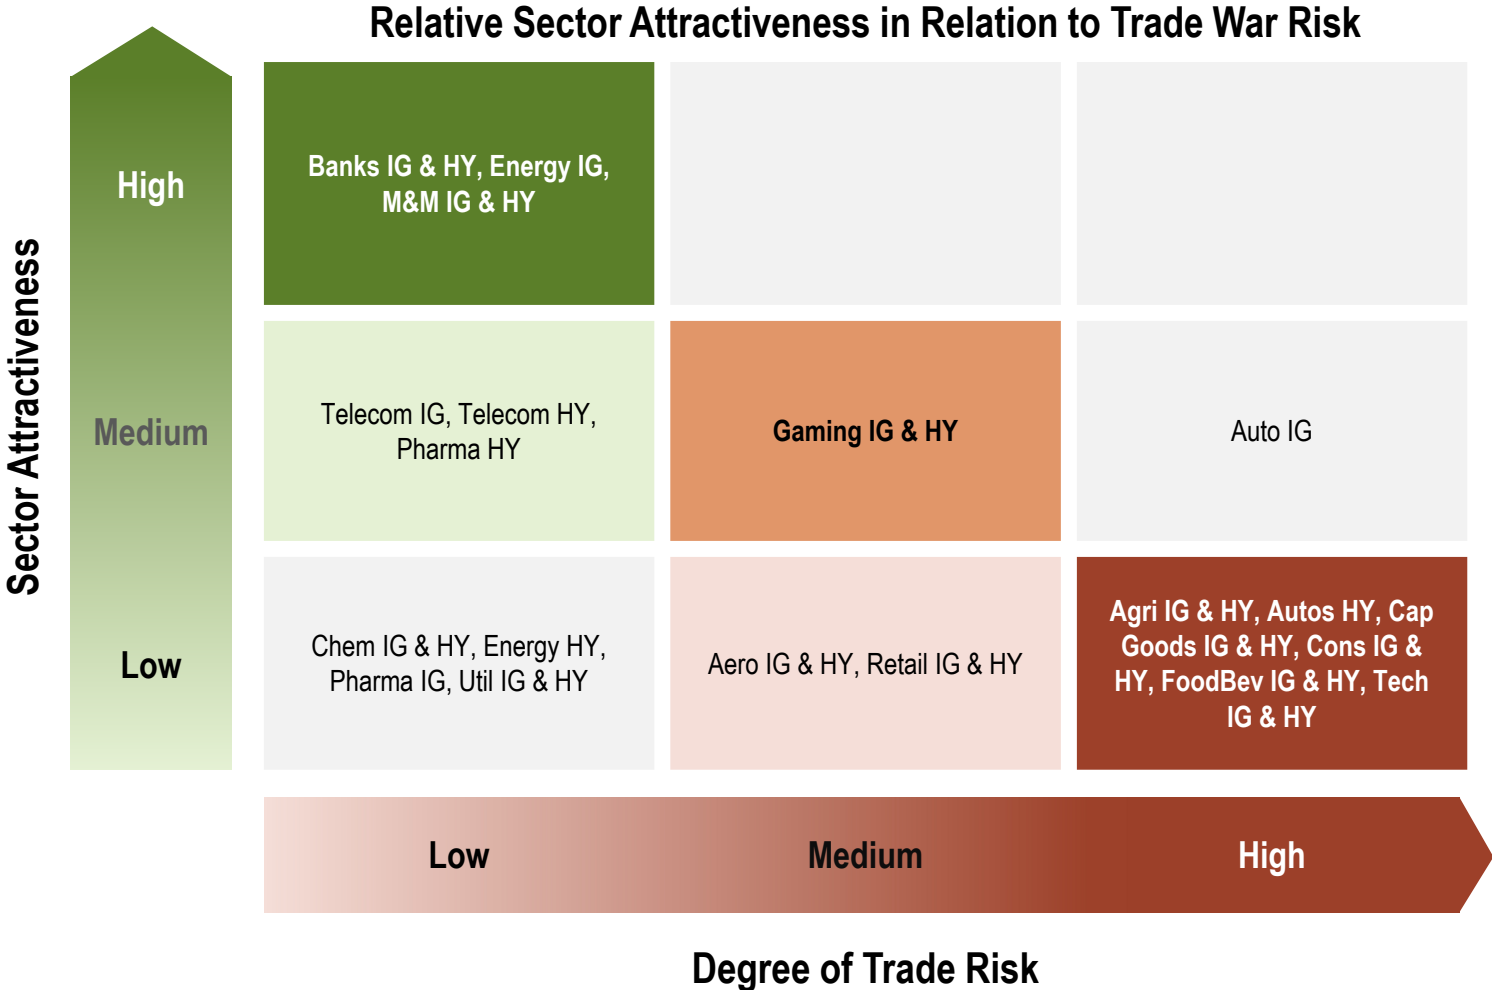 Relative Sector Attractiveness in Relation to Trade War Risk
Sector Attractiveness
High
Banks IG & HY, Energy IG,
M&M IG & HY
Medium
Telecom IG, Telecom HY,
Pharma HY
Gaming IG & HY
Auto IG
Low
Chem IG & HY, Energy HY,
Pharma IG, Util IG & HY
Aero IG & HY, Retail IG & HY
Agri IG & HY, Autos HY, Cap
Goods IG & HY, Cons IG &
HY, FoodBev IG & HY, Tech
IG & HY
Low
Medium
High
Degree of Trade Risk